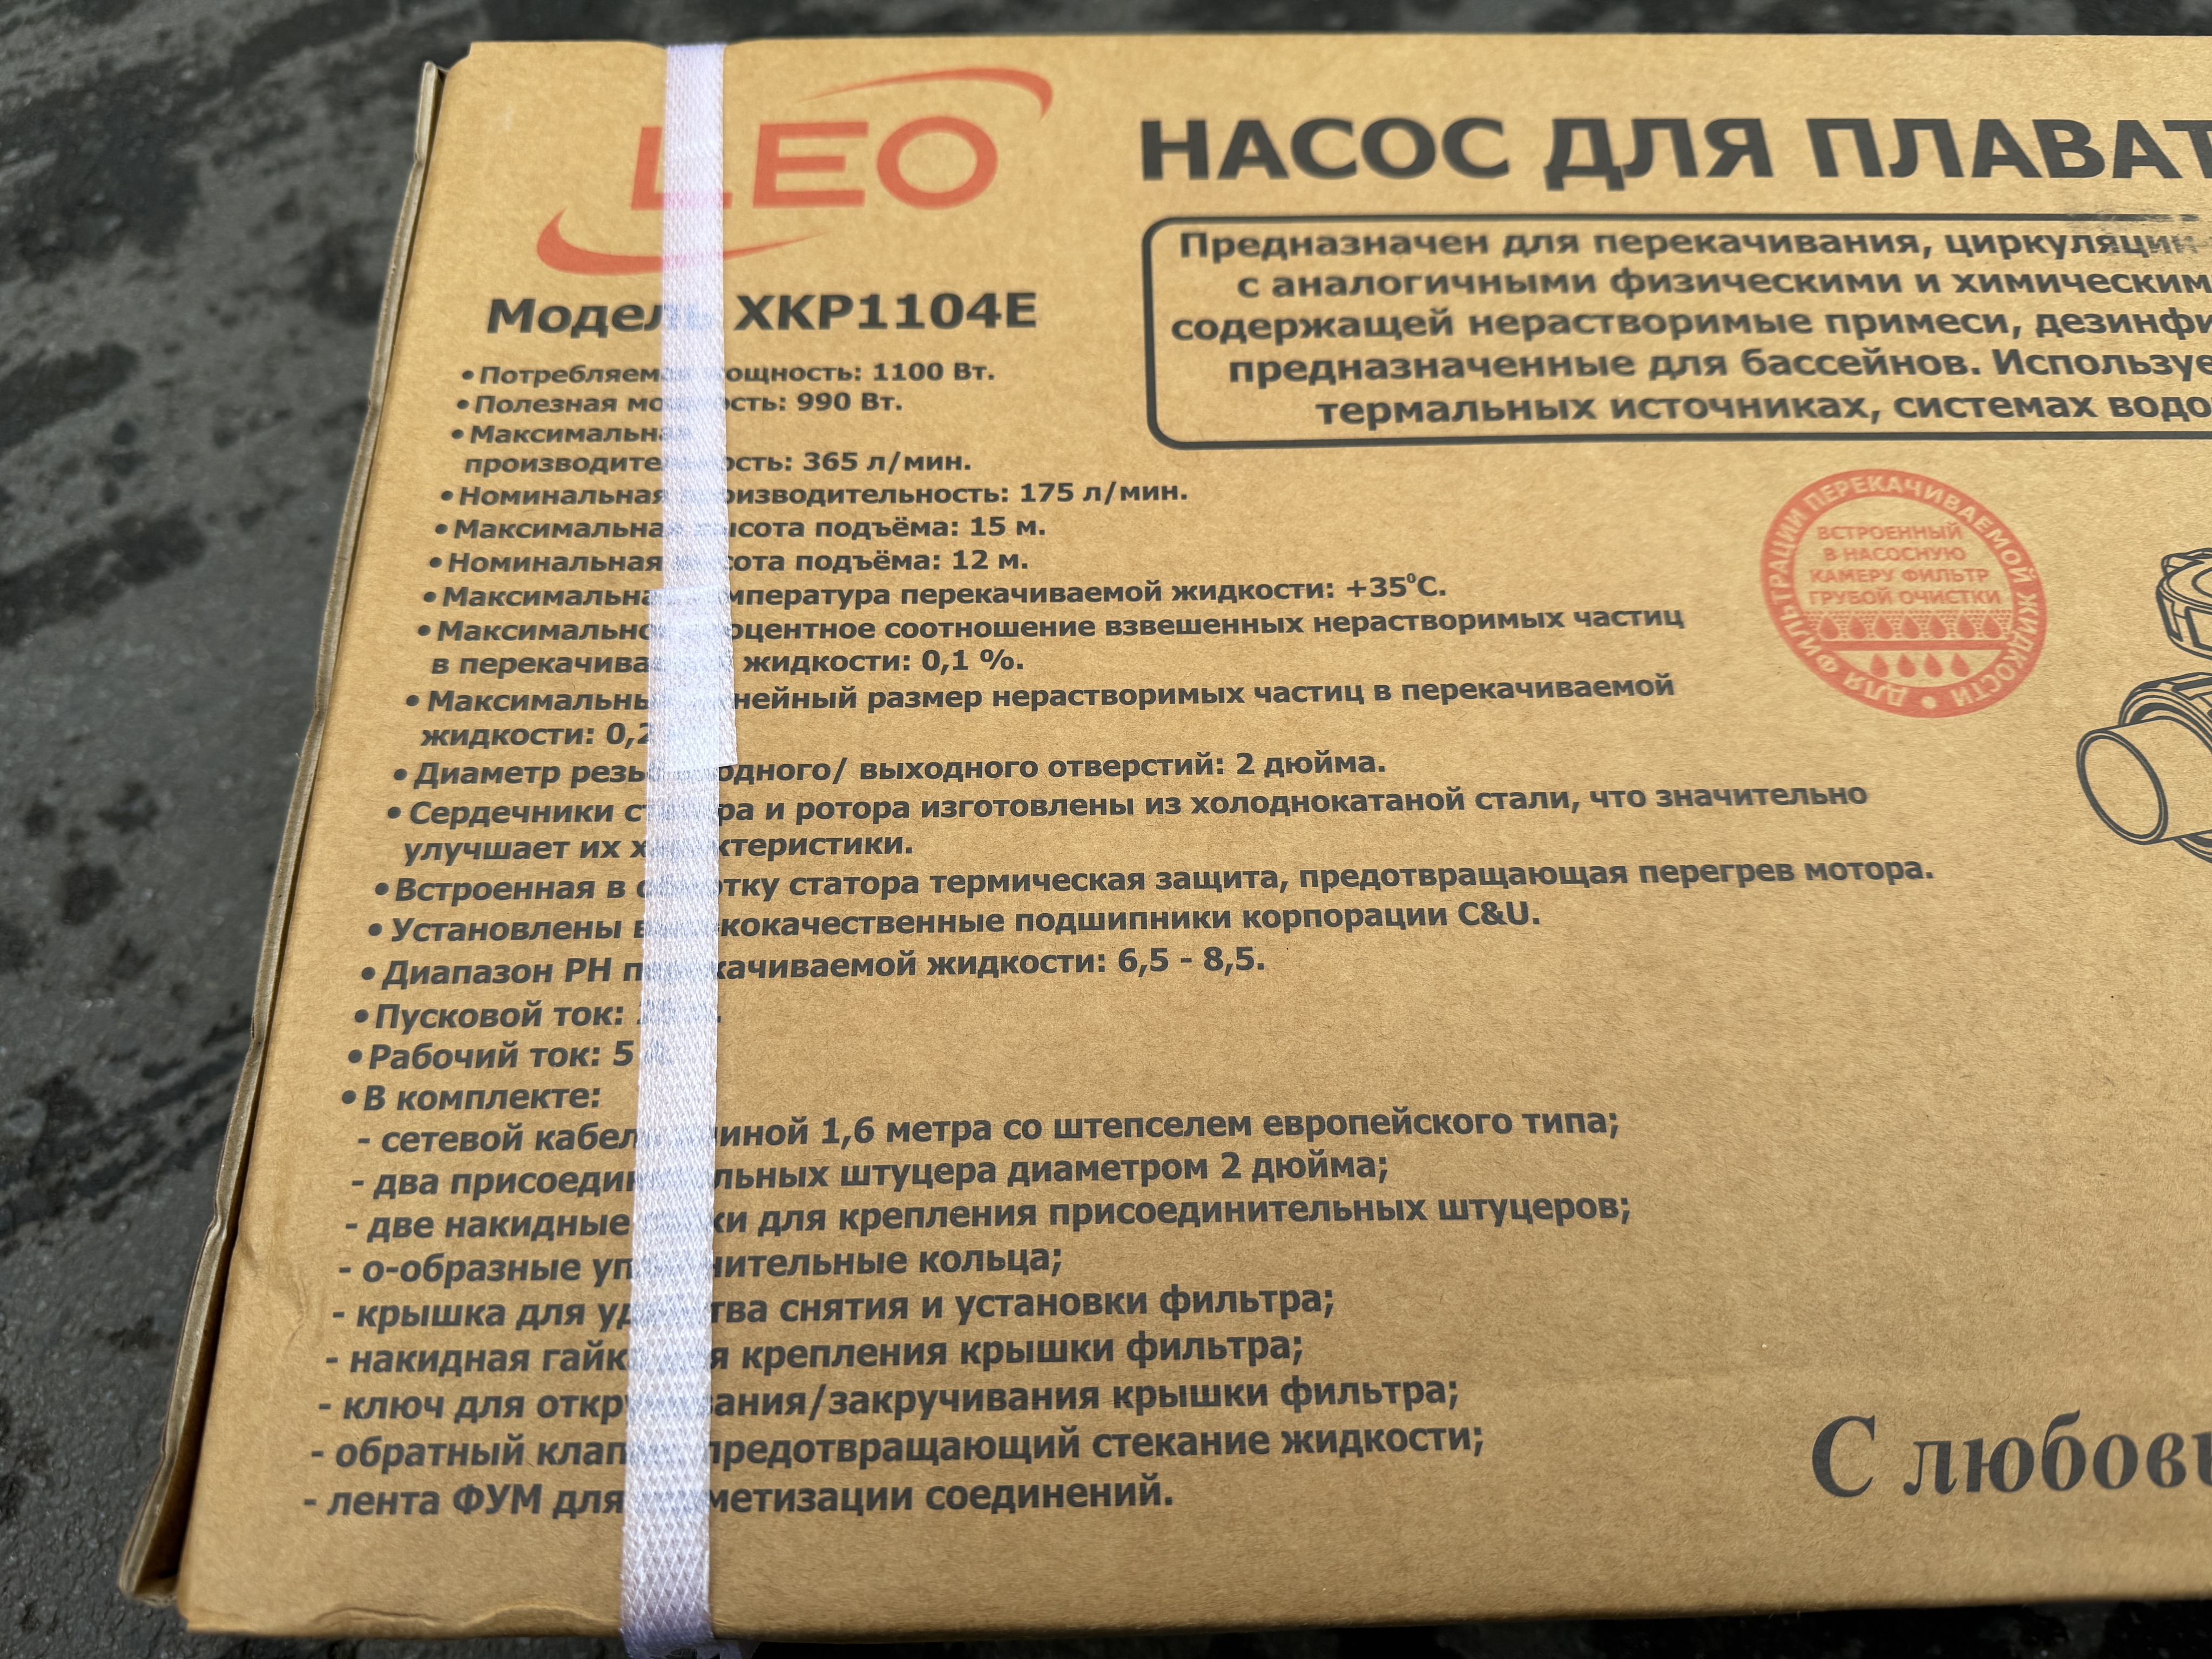 LEO
НАСОС ДЛЯ ПЛАВАТ
Модель XKP1104E
Предназначен для перекачивания, циркуляции
с аналогичными физическими и химическим
содержащей нерастворимые примеси, дезинфи
предназначенные для бассейнов. Используе
термальных источниках, системах водо
• Потребляемая мощность: 1100 Вт.
• Полезная мощность: 990 Вт.
• Максимальная
производительность: 365 л/мин.
• Номинальная производительность: 175 л/мин.
• Максимальная высота подъёма: 15 м.
• Номинальная высота подъёма: 12 м.
• Максимальная температура перекачиваемой жидкости: +35⁰С.
• Максимальное процентное соотношение взвешенных нерастворимых частиц
в перекачиваемой жидкости: 0,1 %.
• Максимальный линейный размер нерастворимых частиц в перекачиваемой
жидкости: 0,2
• Диаметр резьбы входного/ выходного отверстий: 2 дюйма.
• Сердечники статора и ротора изготовлены из холоднокатаной стали, что значительно
улучшает их характеристики.
• Встроенная в обмотку статора термическая защита, предотвращающая перегрев мотора.
• Установлены высококачественные подшипники корпорации C&U.
• Диапазон РН перекачиваемой жидкости: 6,5 - 8,5.
• Пусковой ток:
• Рабочий ток: 5 А.
• В комплекте:
- сетевой кабель длиной 1,6 метра со штепселем европейского типа;
- два присоединительных штуцера диаметром 2 дюйма;
- две накидные гайки для крепления присоединительных штуцеров;
- о-образные уплотнительные кольца;
- крышка для удобства снятия и установки фильтра;
- накидная гайка для крепления крышки фильтра;
- ключ для откручивания/закручивания крышки фильтра;
- обратный клапан, предотвращающий стекание жидкости;
- лента ФУМ для герметизации соединений.
ДЛЯ ФИЛЬТРАЦИИ ПЕРЕКАЧИВАЕМОЙ ЖИДКОСТИ •
ВСТРОЕННЫЙ
В НАСОСНУЮ
КАМЕРУ ФИЛЬТР
ГРУБОЙ ОЧИСТКИ
С любовь